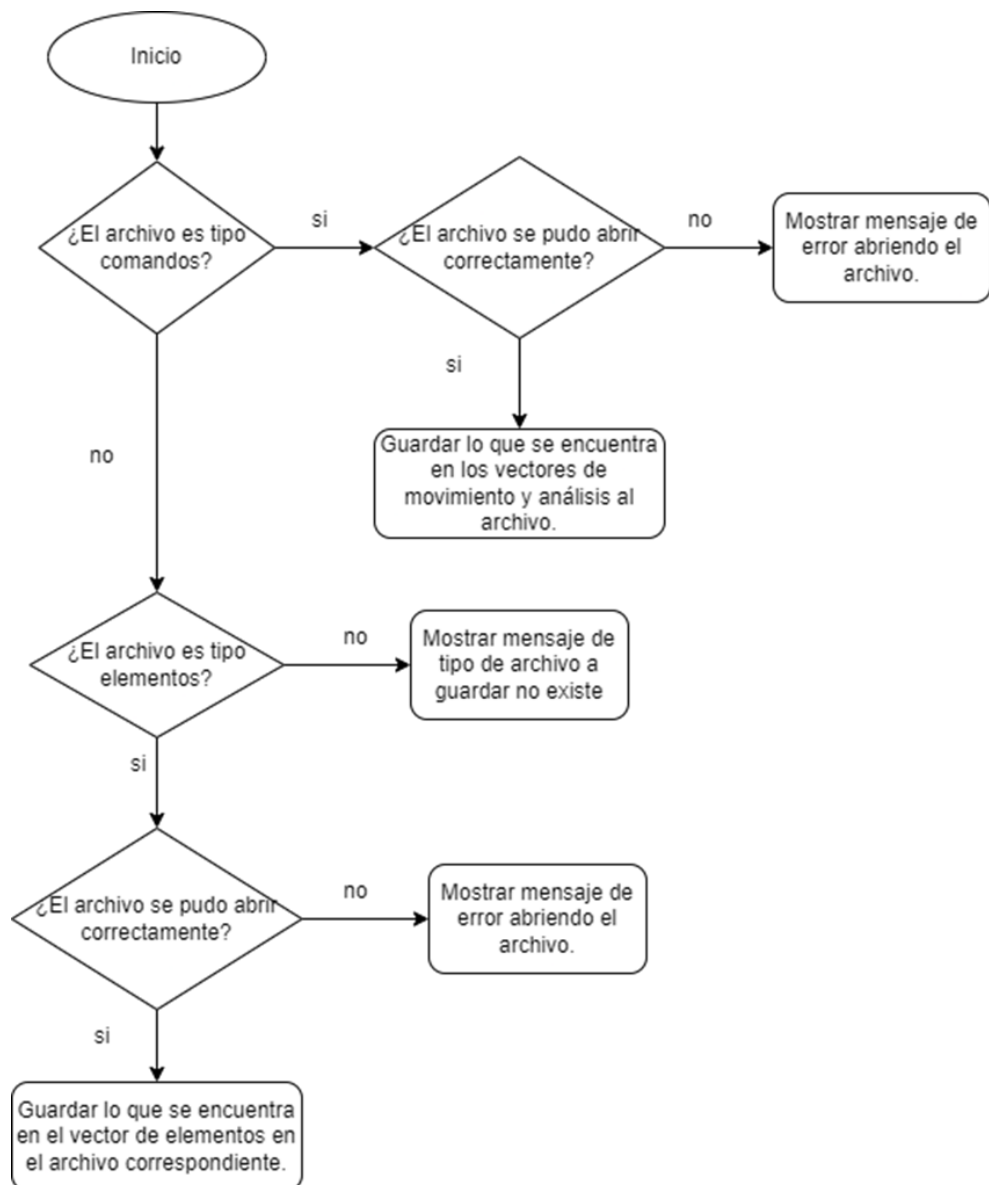 Inicio
¿El archivo es tipo
comandos?
si
¿El archivo se pudo abrir
correctamente?
no
Mostrar mensaje de
error abriendo el
archivo.
si
Guardar lo que se encuentra
en los vectores de
movimiento y análisis al
archivo.
no
¿El archivo es tipo
elementos?
no
Mostrar mensaje de
tipo de archivo a
guardar no existe
si
¿El archivo se pudo abrir
correctamente?
no
Mostrar mensaje de
error abriendo el
archivo.
si
Guardar lo que se encuentra
en el vector de elementos en
el archivo correspondiente.